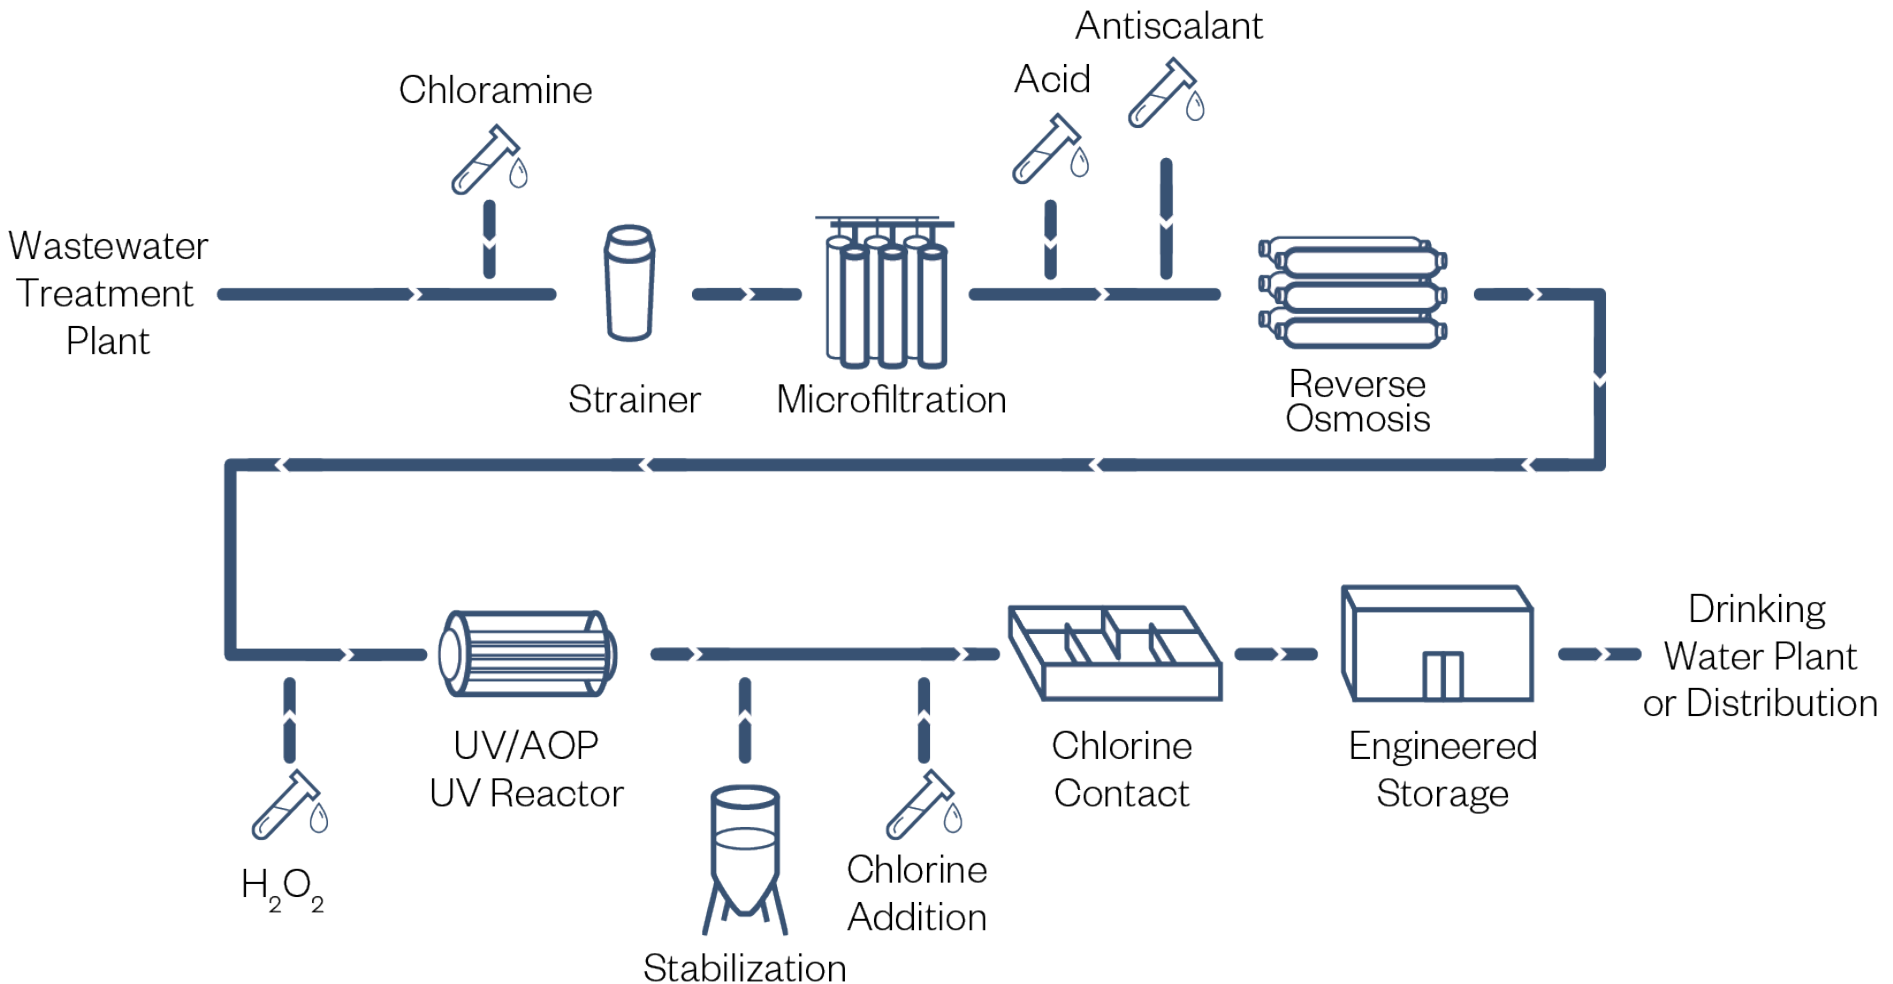 Antiscalant
Acid
Chloramine
Wastewater
Treatment
Plant
Strainer
Microfiltration
Reverse
Osmosis
Drinking
Water Plant
or Distribution
UV/AOP
UV Reactor
Chlorine
Contact
Engineered
Storage
H₂O₂
Chlorine
Addition
Stabilization